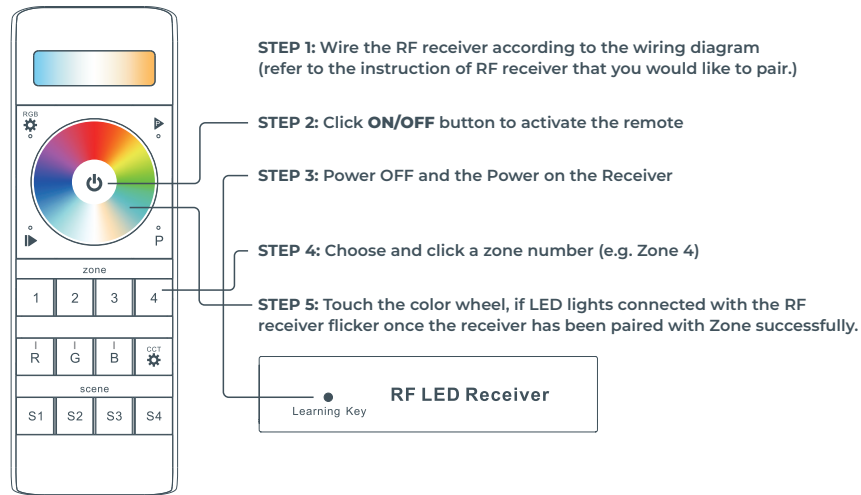 STEP 1: Wire the RF receiver according to the wiring diagram
(refer to the instruction of RF receiver that you would like to pair.)
RGB
STEP 2: Click ON/OFF button to activate the remote
STEP 3: Power OFF and the Power on the Receiver
P
STEP 4: Choose and click a zone number (e.g. Zone 4)
zone
1 2 3 4
STEP 5: Touch the color wheel, if LED lights connected with the RF
receiver flicker once the receiver has been paired with Zone successfully.
I I I CCT
R G B
scene
S1 S2 S3 S4
RF LED Receiver
Learning Key